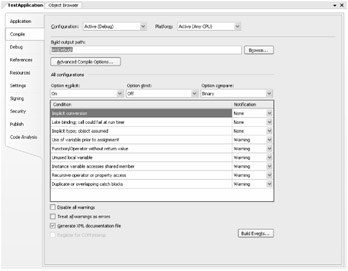 TestApplication Object Browser
Application
Compile
Debug
References
Resources
Settings
Signing
Security
Publish
Code Analysis
Configuration: Active (Debug) Platform: Active (Any CPU)
Build output path:
bin\Debug\ Browse...
Advanced Compile Options...
All configurations
Option explicit: Option strict: Option compare:
On Off Binary
Condition Notification
Implicit conversion None
Late binding; call could fail at run time None
Implicit type; object assumed None
Use of variable prior to assignment Warning
Function/Operator without return value Warning
Unused local variable Warning
Instance variable accesses shared member Warning
Recursive operator or property access Warning
Duplicate or overlapping catch blocks Warning
Disable all warnings
Treat all warnings as errors
Generate XML documentation file
Register for COM interop
Build Events...